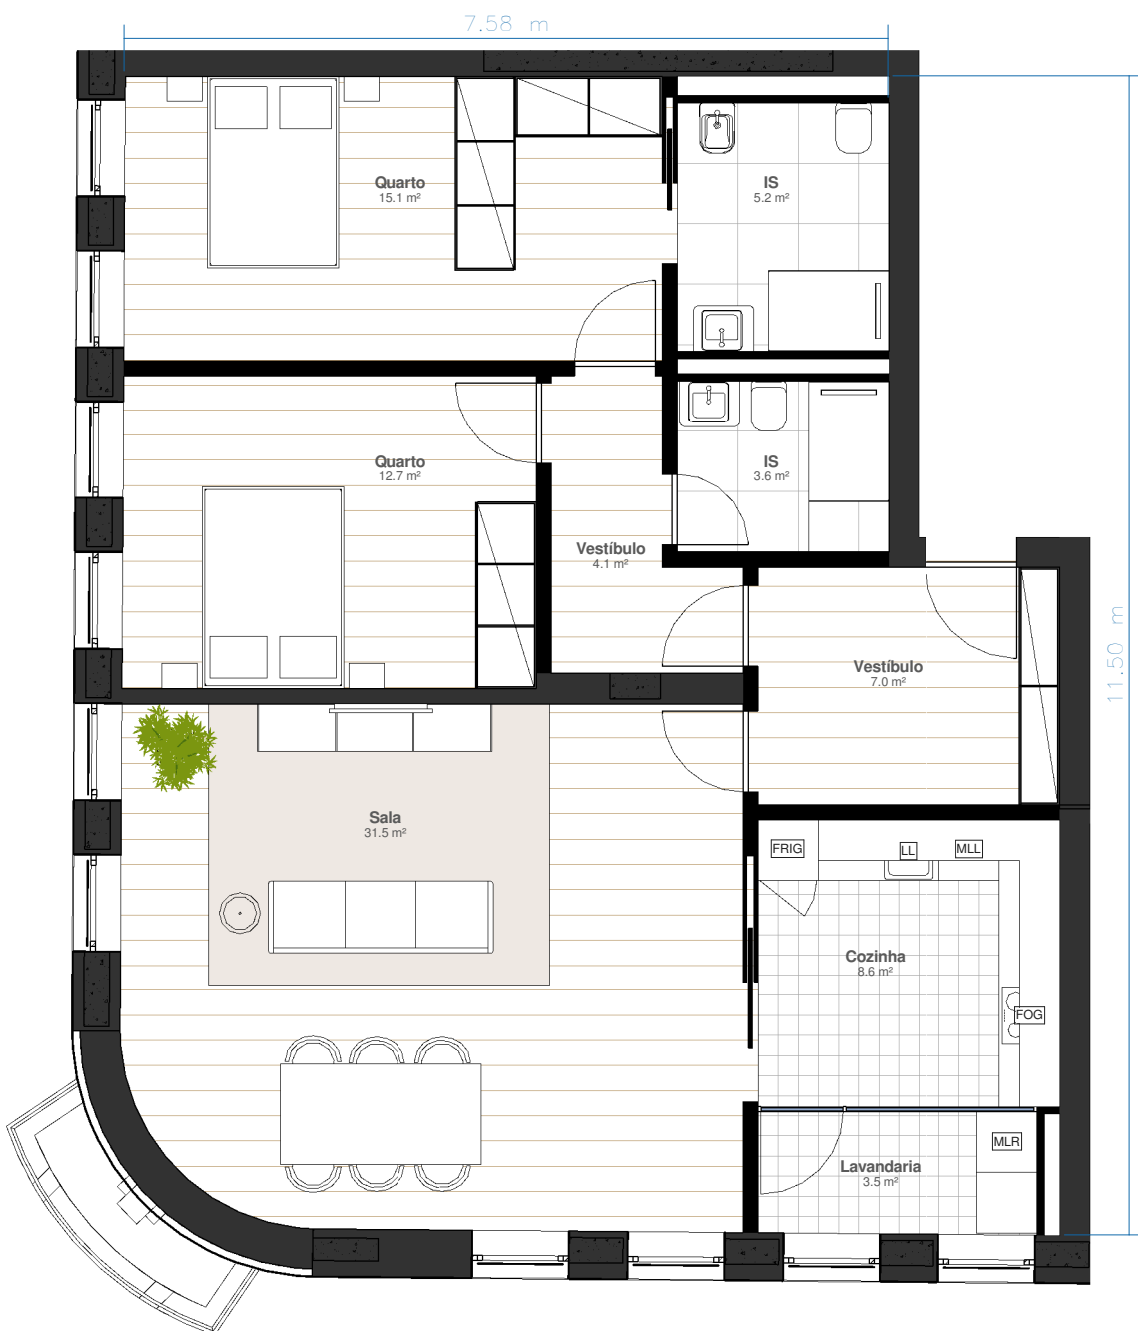 7.58 m
Quarto
15.1 m²
IS
5.2 m²
Quarto
12.7 m²
IS
3.6 m²
Vestíbulo
4.1 m²
11.50 m
Vestíbulo
7.0 m²
Sala
31.5 m²
FRIG
LL
MLL
Cozinha
8.6 m²
FOG
MLR
Lavandaria
3.5 m²